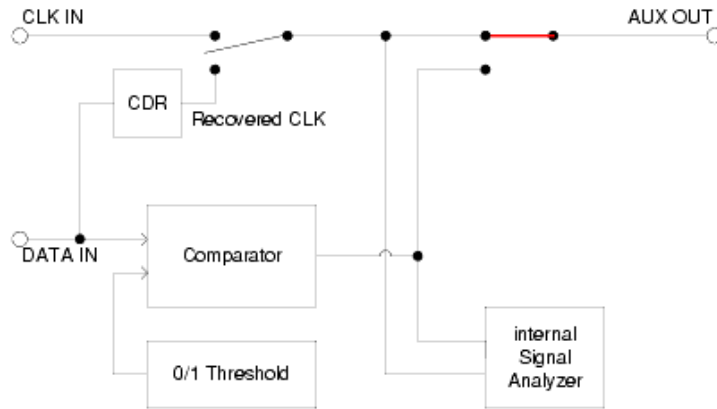 CLK IN
AUX OUT
CDR
Recovered CLK
DATA IN
Comparator
0/1 Threshold
internal
Signal
Analyzer